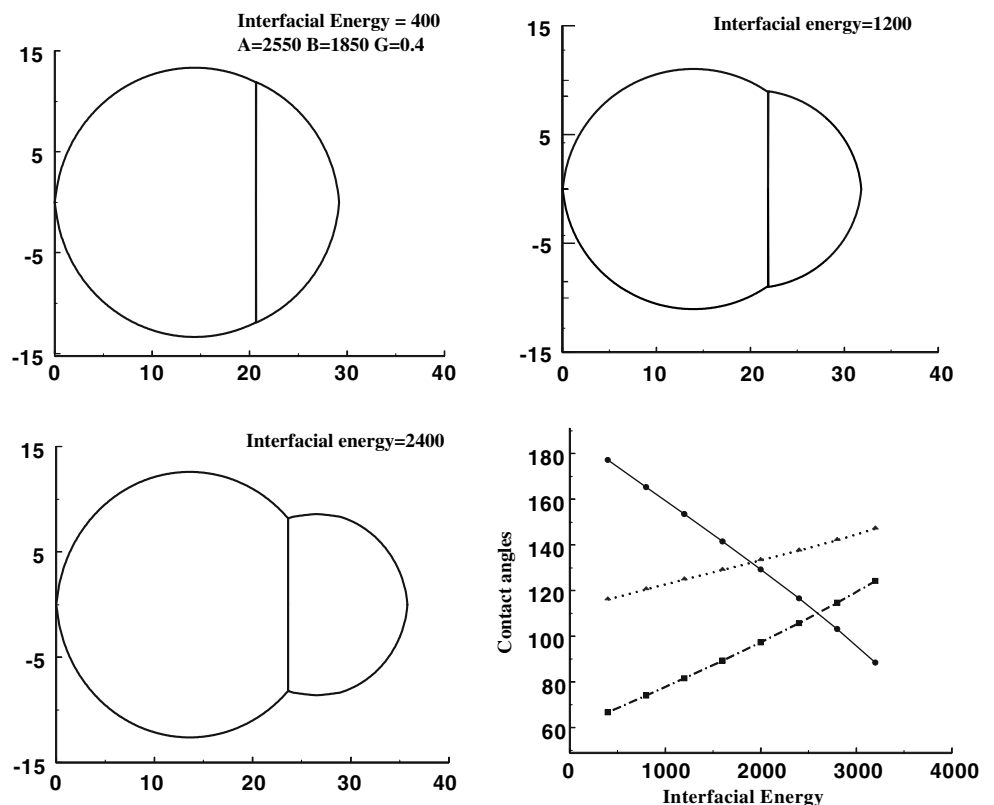 Interfacial Energy = 400
A=2550 B=1850 G=0.4
15
5
-5
-15
0 10 20 30 40
Interfacial energy=1200
15
5
-5
-15
0 10 20 30 40
Interfacial energy=2400
15
5
-5
-15
0 10 20 30 40
Contact angles
180
160
140
120
100
80
60
0 1000 2000 3000 4000
Interfacial Energy